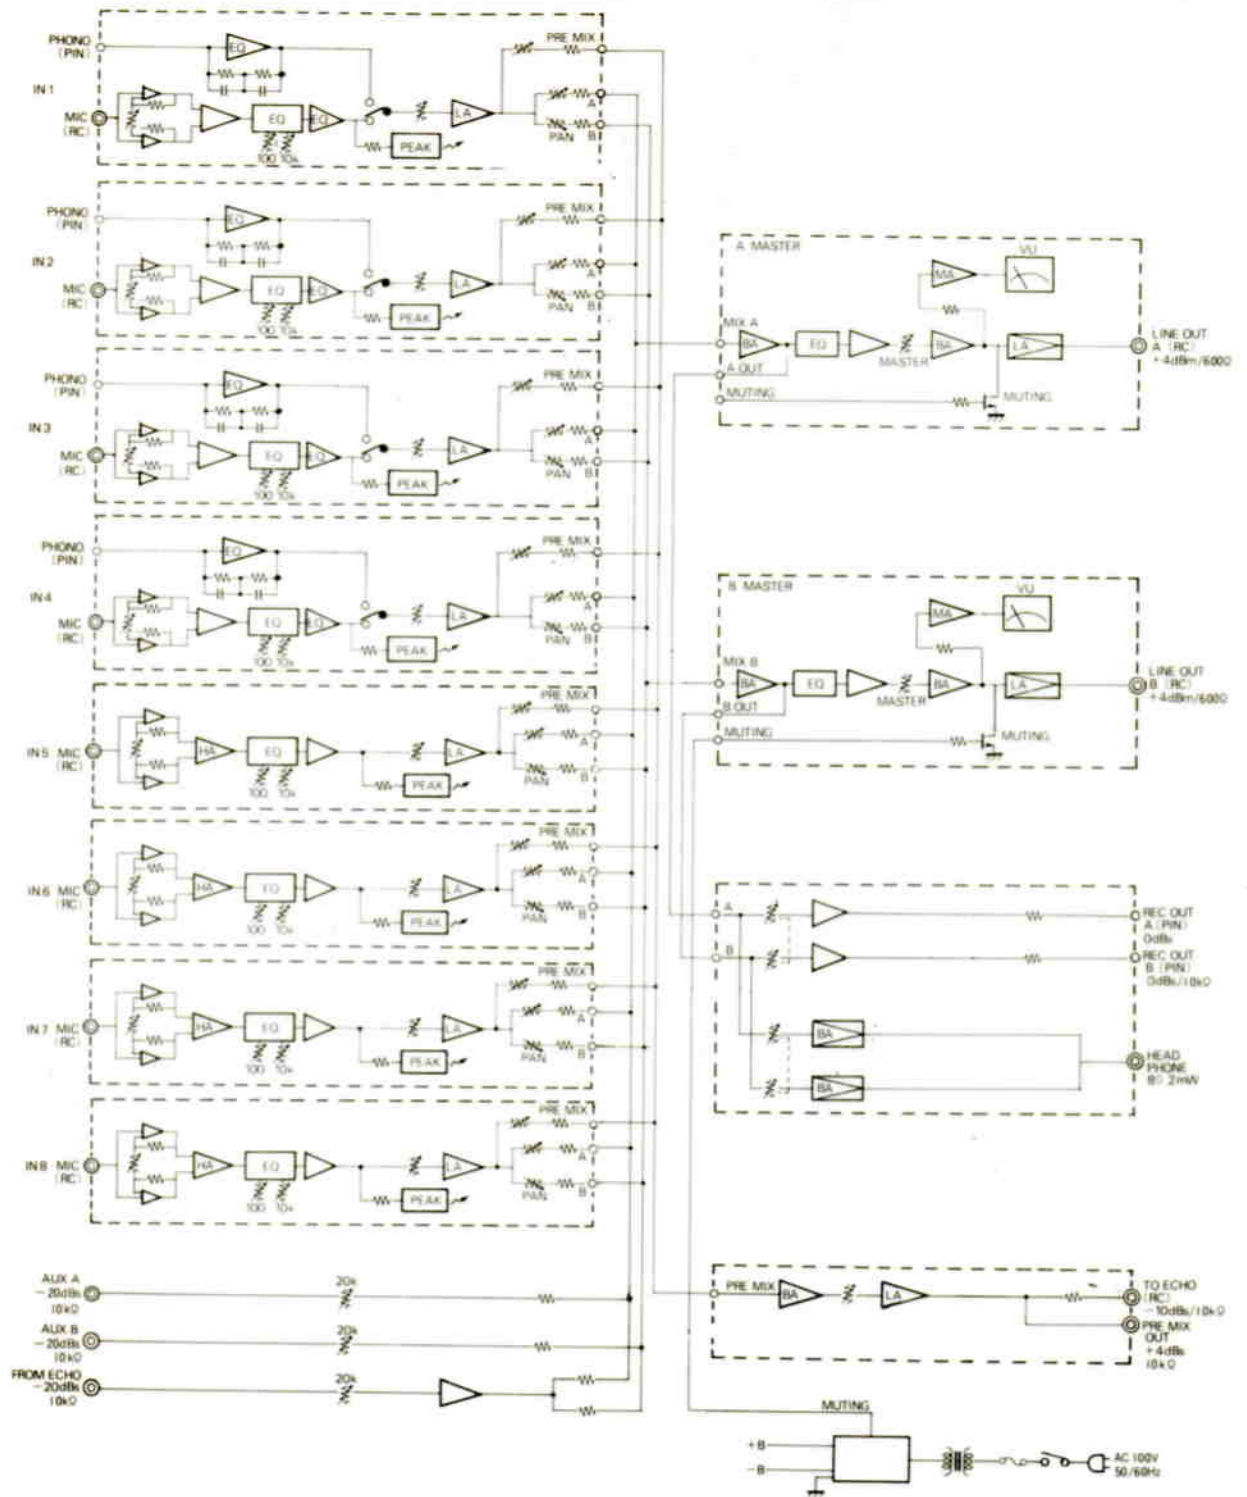 PHONO
(PIN)
IN 1
MIC
(RC)
EQ
EQ
EQ
100 10k
PEAK
LA
PRE MIX
PAN
A
B
PHONO
(PIN)
IN 2
MIC
(RC)
EQ
EQ
EQ
100 10k
PEAK
LA
PRE MIX
PAN
A
B
PHONO
(PIN)
IN 3
MIC
(RC)
EQ
EQ
EQ
100 10k
PEAK
LA
PRE MIX
PAN
A
B
PHONO
(PIN)
IN 4
MIC
(RC)
EQ
EQ
EQ
100 10k
PEAK
LA
PRE MIX
PAN
A
B
IN 5 MIC
(RC)
HA
EQ
100 10k
PEAK
LA
PRE MIX
PAN
A
B
IN 6 MIC
(RC)
HA
EQ
100 10k
PEAK
LA
PRE MIX
PAN
A
B
IN 7 MIC
(RC)
HA
EQ
100 10k
PEAK
LA
PRE MIX
PAN
A
B
IN 8 MIC
(RC)
HA
EQ
100 10k
PEAK
LA
PRE MIX
PAN
A
B
AUX A
-20dBs
10kΩ
20k
AUX B
-20dBs
10kΩ
20k
FROM ECHO
-20dBs
10kΩ
20k
A MASTER
VU
MA
MIX A
BA
EQ
MASTER
BA
LA
A OUT
MUTING
MUTING
LINE OUT
A (RC)
+4dBm/600Ω
B MASTER
VU
MA
MIX B
BA
EQ
MASTER
BA
LA
B OUT
MUTING
MUTING
LINE OUT
B (RC)
+4dBm/600Ω
A
B
BA
BA
REC OUT
A (PIN)
0dBs
REC OUT
B (PIN)
0dBs/10kΩ
HEAD
PHONE
8Ω 2mW
PRE MIX
BA
LA
TO ECHO
(RC)
-10dBs/10kΩ
PRE MIX
OUT
+4dBs
10kΩ
MUTING
+B
-B
AC 100V
50/60Hz